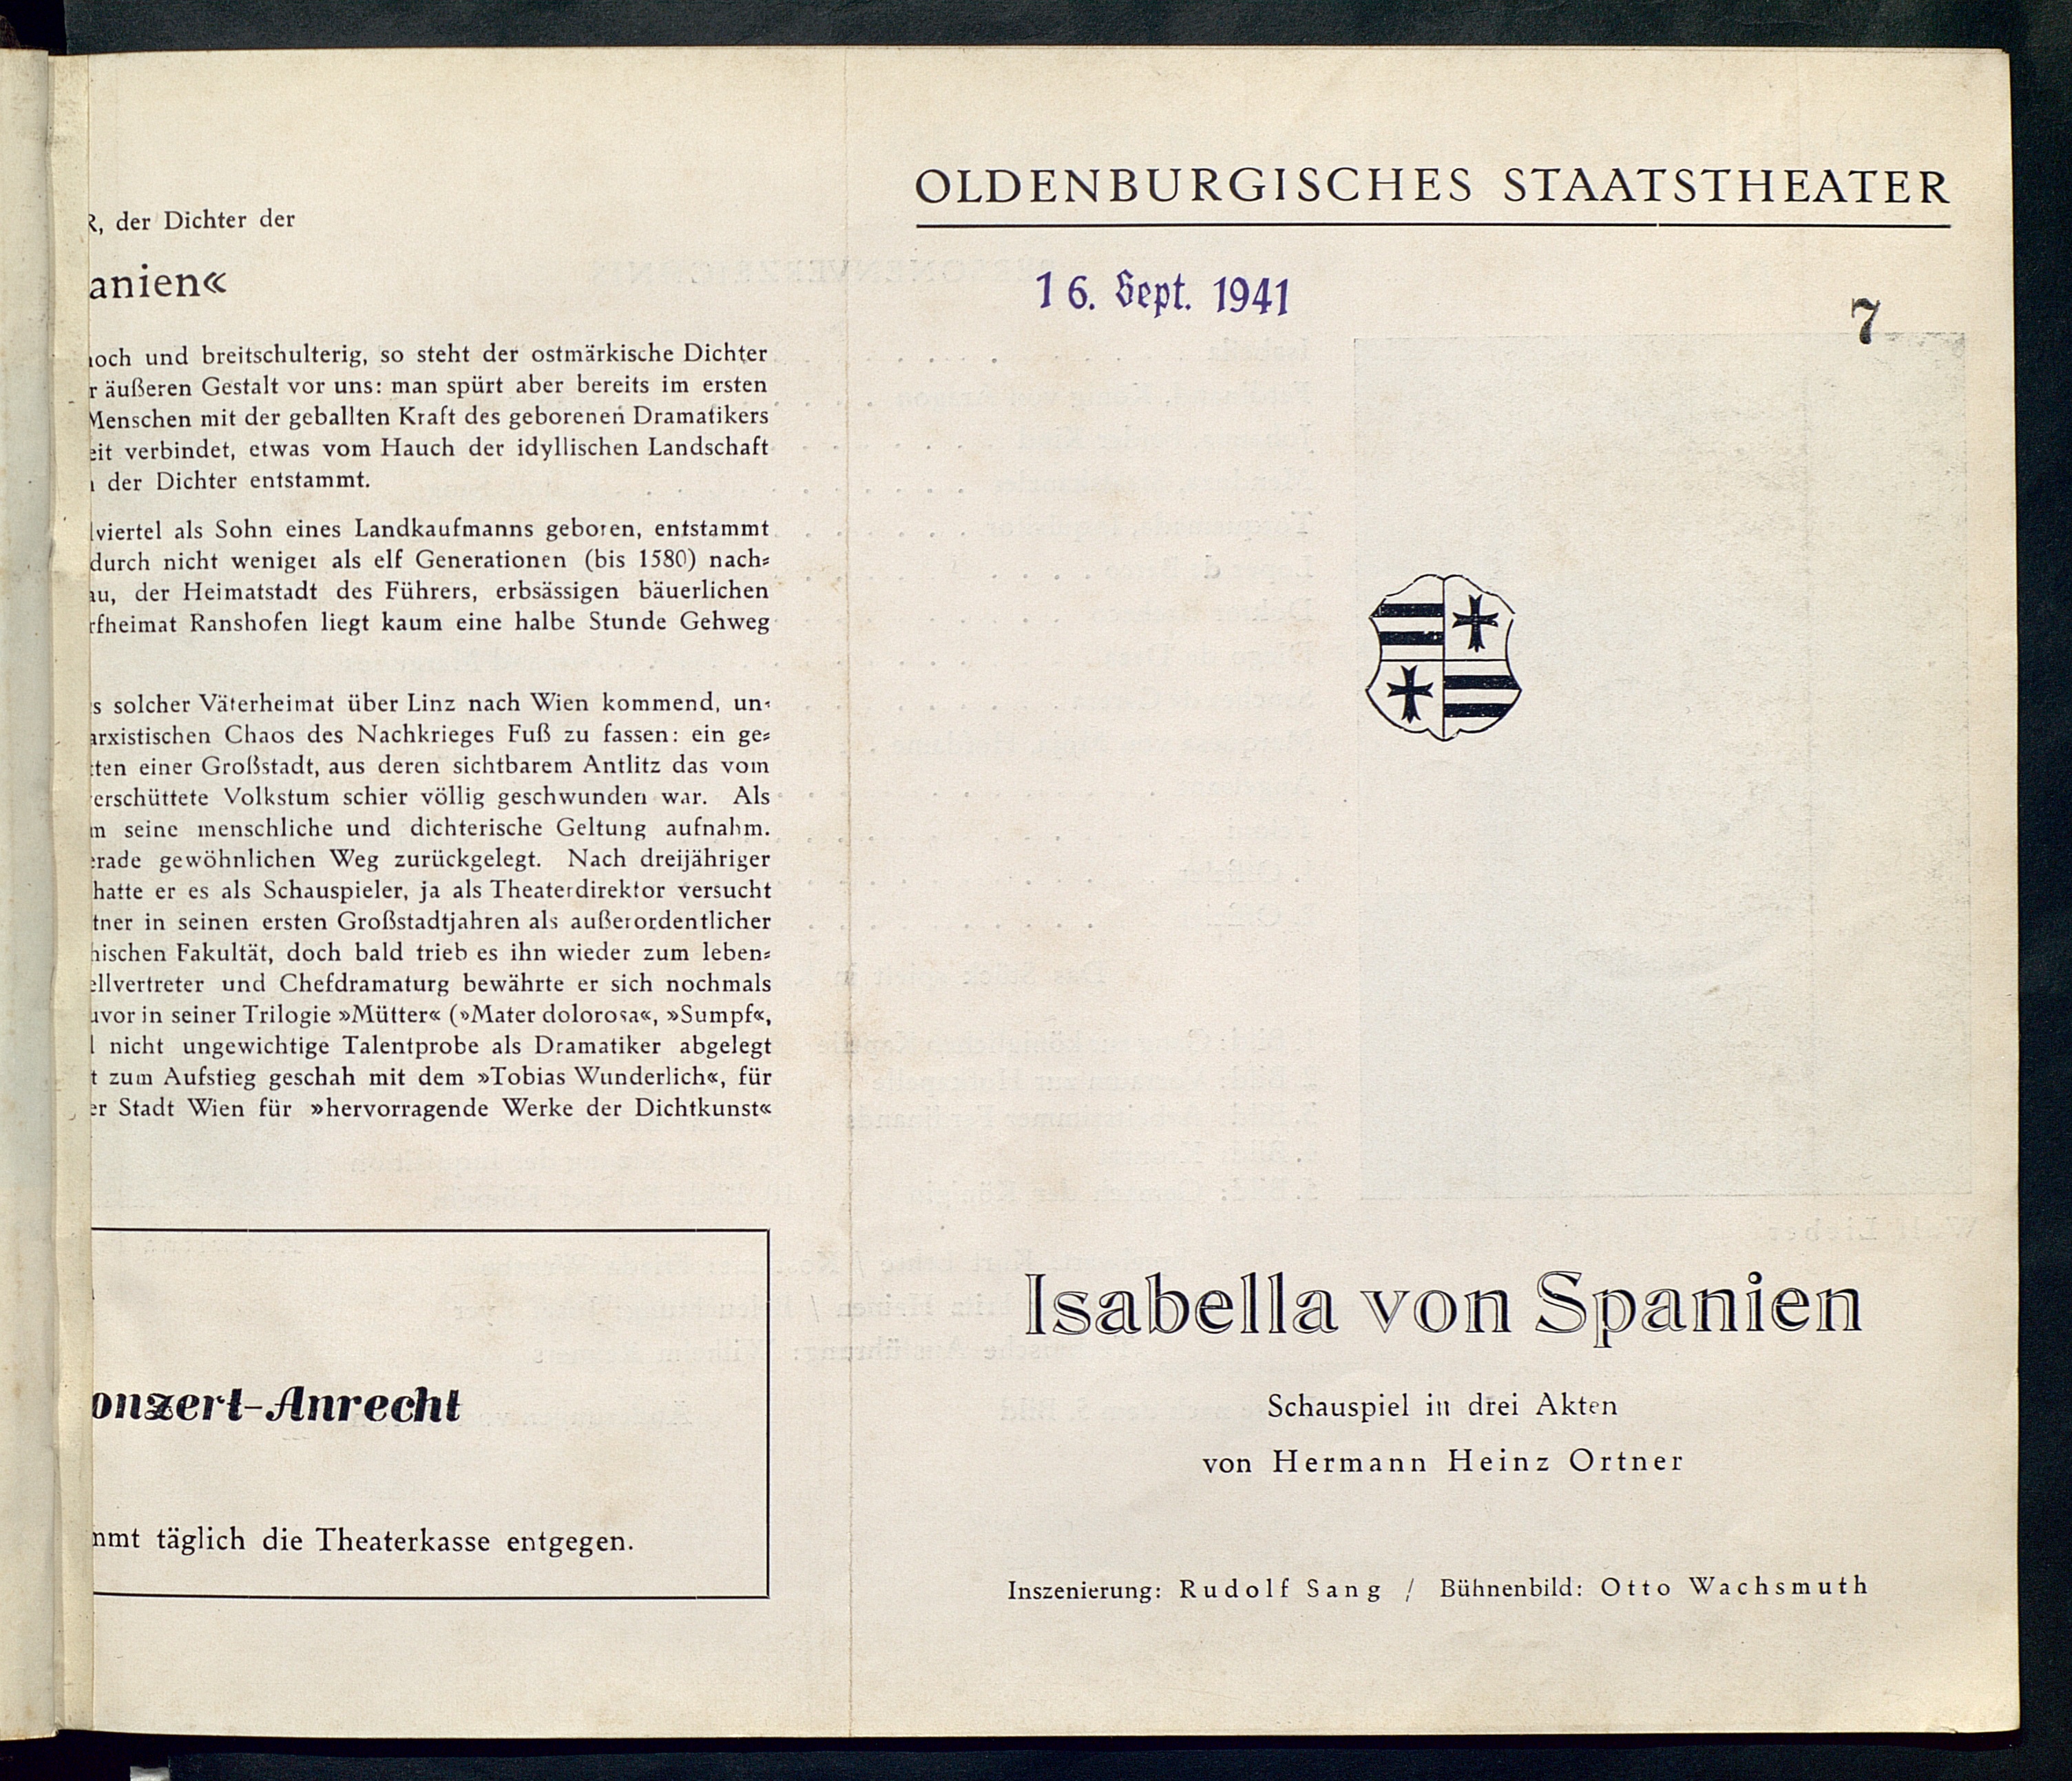 , der Dichter der
anien«
och und breitschulterig, so steht der ostmärkische Dichter
r äußeren Gestalt vor uns: man spürt aber bereits im ersten
Menschen mit der geballten Kraft des geborenen Dramatikers
eit verbindet, etwas vom Hauch der idyllischen Landschaft
der Dichter entstammt.
lviertel als Sohn eines Landkaufmanns geboren, entstammt
durch nicht weniger als elf Generationen (bis 1580) nach-
au, der Heimatstadt des Führers, erbsässigen bäuerlichen
rfheimat Ranshofen liegt kaum eine halbe Stunde Gehweg
s solcher Väterheimat über Linz nach Wien kommend, un-
arxistischen Chaos des Nachkrieges Fuß zu fassen: ein ge-
tten einer Großstadt, aus deren sichtbarem Antlitz das vom
erschüttete Volkstum schier völlig geschwunden war. Als
m seine menschliche und dichterische Geltung aufnahm.
erade gewöhnlichen Weg zurückgelegt. Nach dreijähriger
hatte er es als Schauspieler, ja als Theaterdirektor versucht
tner in seinen ersten Großstadtjahren als außerordentlicher
hischen Fakultät, doch bald trieb es ihn wieder zum leben-
ellvertreter und Chefdramaturg bewährte er sich nochmals
uvor in seiner Trilogie »Mütter« (»Mater dolorosa«, »Sumpf«,
l nicht ungewichtige Talentprobe als Dramatiker abgelegt
t zum Aufstieg geschah mit dem »Tobias Wunderlich«, für
er Stadt Wien für »hervorragende Werke der Dichtkunst«
onzert-Anrecht
mmt täglich die Theaterkasse entgegen.
OLDENBURGISCHES STAATSTHEATER
16. Sept. 1941
7
Isabella von Spanien
Schauspiel in drei Akten
von Hermann Heinz Ortner
Inszenierung: Rudolf Sang / Bühnenbild: Otto Wachsmuth